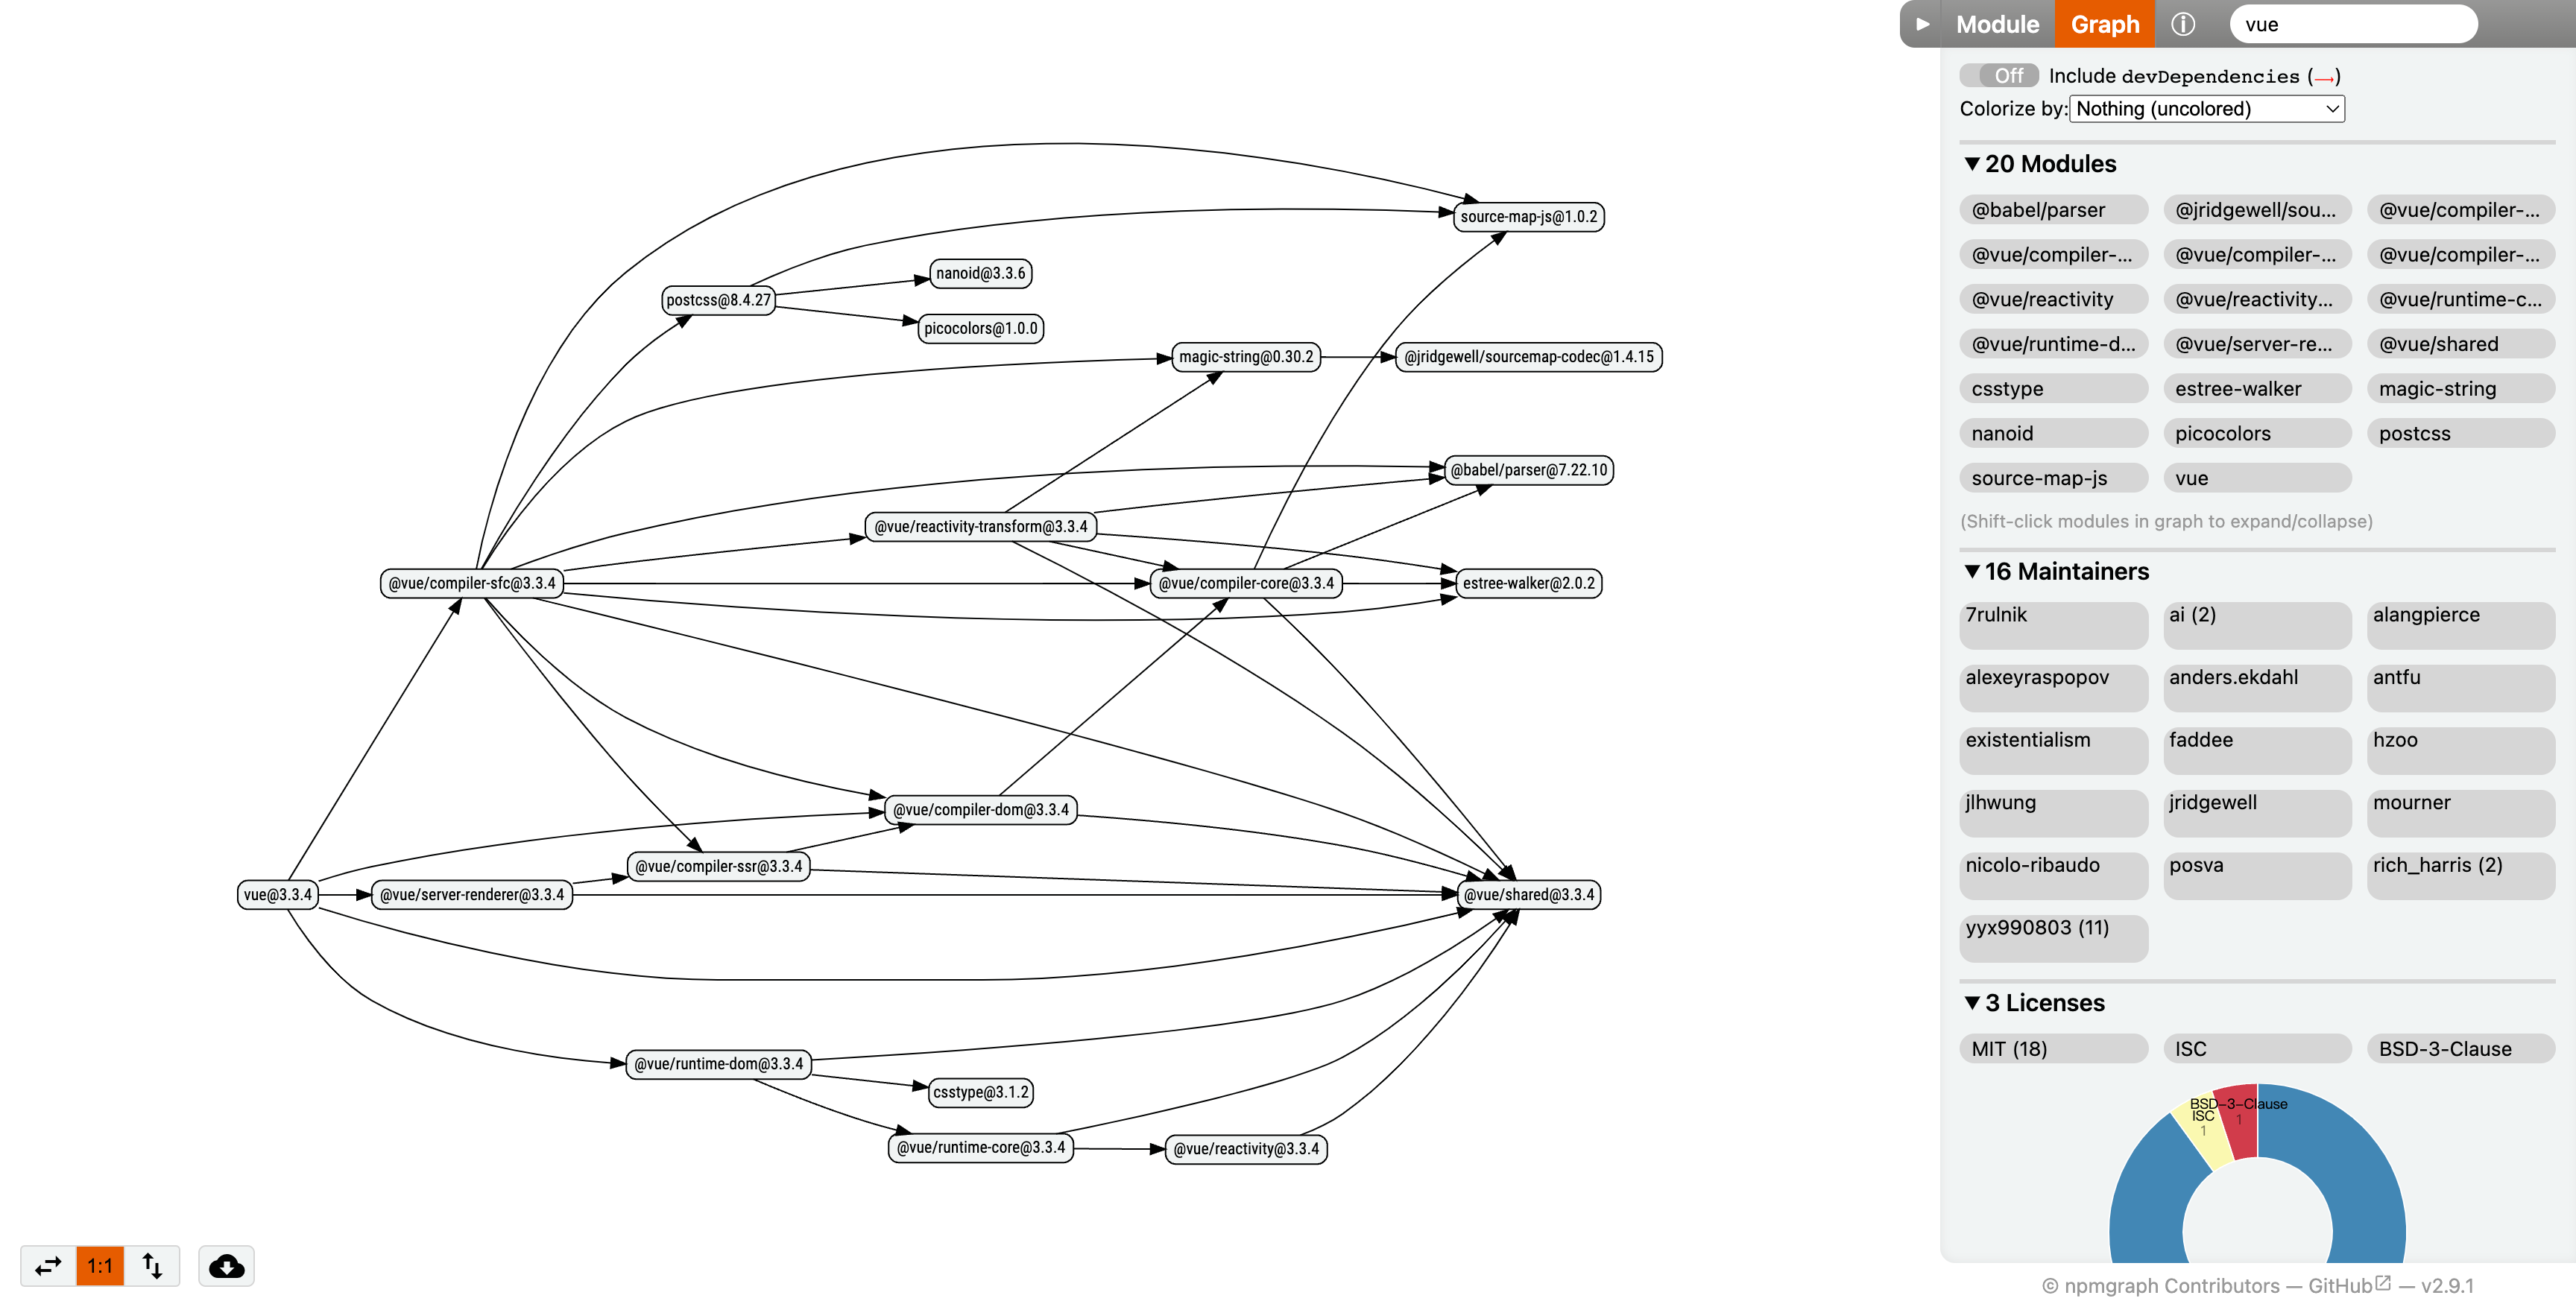 Module Graph vue
Off Include devDependencies (→)
Colorize by: Nothing (uncolored)
20 Modules
@babel/parser @jridgewell/sou... @vue/compiler-...
@vue/compiler-... @vue/compiler-... @vue/compiler-...
@vue/reactivity @vue/reactivity... @vue/runtime-c...
@vue/runtime-d... @vue/server-re... @vue/shared
csstype estree-walker magic-string
nanoid picocolors postcss
source-map-js vue
(Shift-click modules in graph to expand/collapse)
16 Maintainers
7rulnik ai (2) alangpierce
alexeyraspopov anders.ekdahl antfu
existentialism faddee hzoo
jlhwung jridgewell mourner
nicolo-ribaudo posva rich_harris (2)
yyx990803 (11)
3 Licenses
MIT (18) ISC BSD-3-Clause
BSD-3-Clause
1
ISC
1
source-map-js@1.0.2
nanoid@3.3.6
postcss@8.4.27
picocolors@1.0.0
magic-string@0.30.2
@jridgewell/sourcemap-codec@1.4.15
@babel/parser@7.22.10
@vue/reactivity-transform@3.3.4
@vue/compiler-sfc@3.3.4
@vue/compiler-core@3.3.4
estree-walker@2.0.2
@vue/compiler-dom@3.3.4
@vue/compiler-ssr@3.3.4
vue@3.3.4
@vue/server-renderer@3.3.4
@vue/shared@3.3.4
@vue/runtime-dom@3.3.4
csstype@3.1.2
@vue/runtime-core@3.3.4
@vue/reactivity@3.3.4
1:1
© npmgraph Contributors — GitHub — v2.9.1